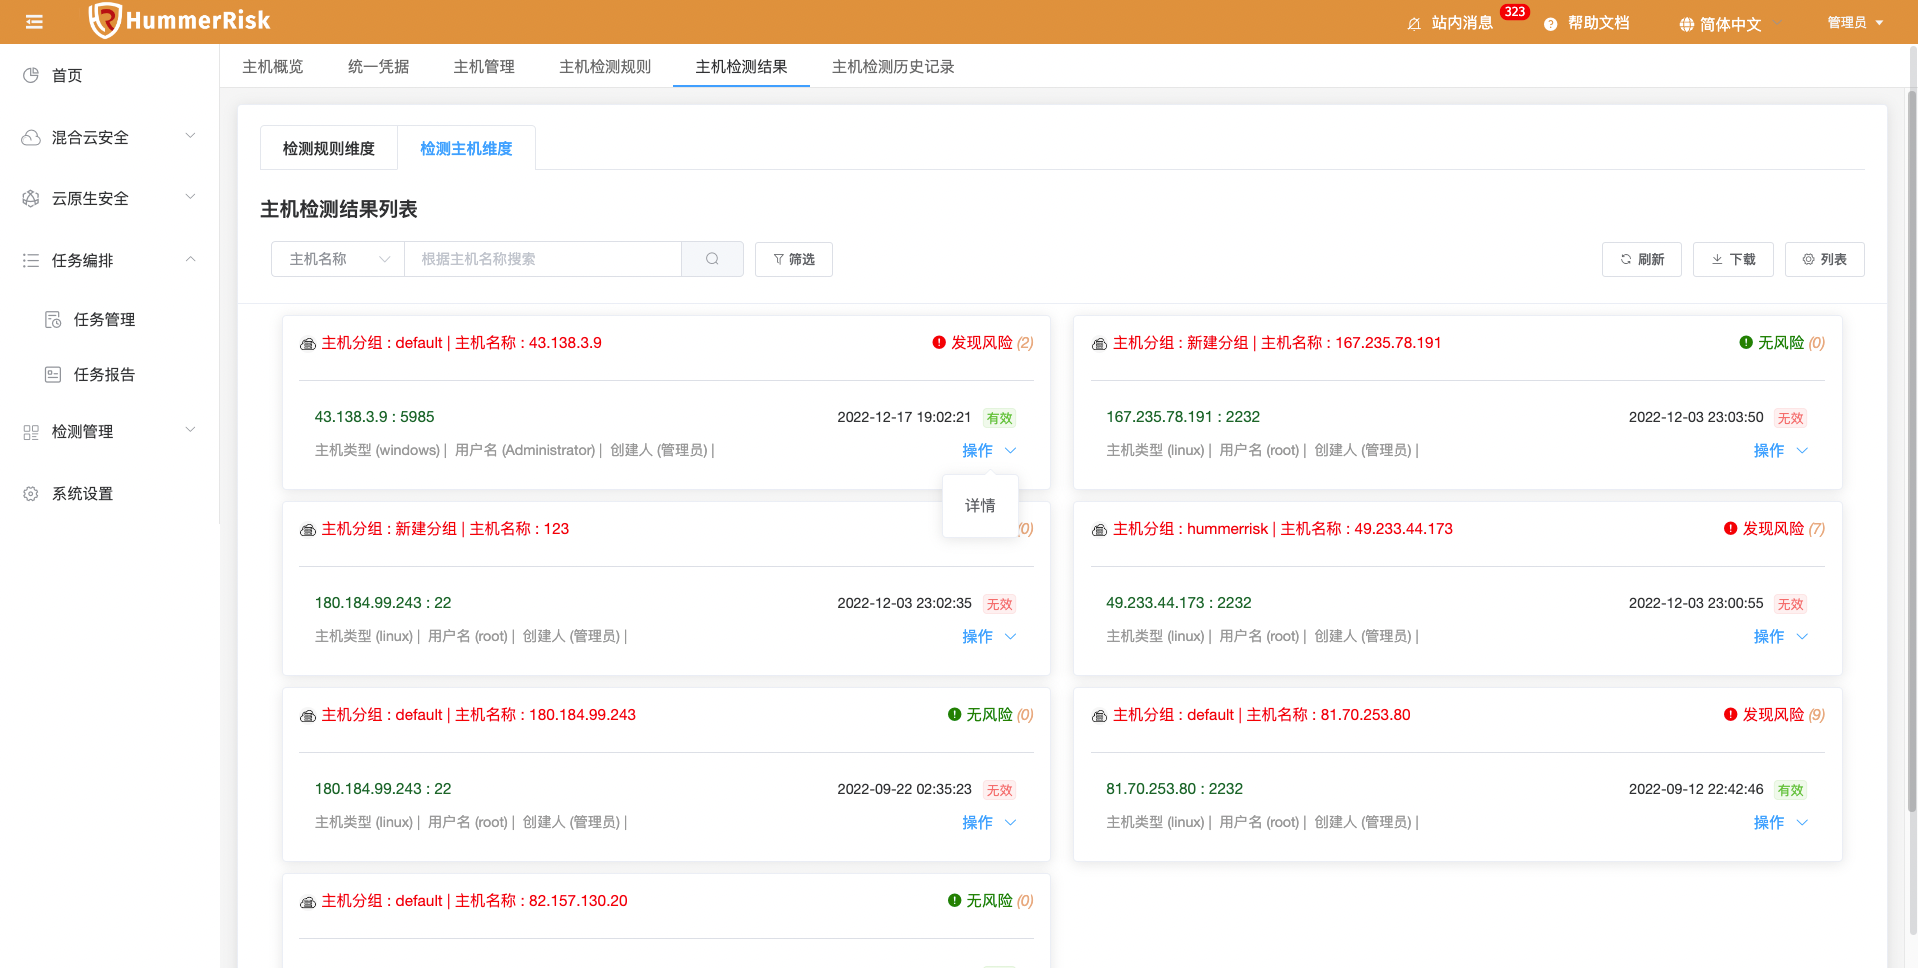 HummerRisk
站内消息 323
帮助文档
简体中文
管理员
首页
混合云安全
云原生安全
任务编排
任务管理
任务报告
检测管理
系统设置
主机概览 统一凭据 主机管理 主机检测规则 主机检测结果 主机检测历史记录
检测规则维度 检测主机维度
主机检测结果列表
主机名称 根据主机名称搜索 筛选 刷新 下载 列表
主机分组 : default | 主机名称 : 43.138.3.9 发现风险 (2)
43.138.3.9 : 5985 2022-12-17 19:02:21 有效
主机类型 (windows) | 用户名 (Administrator) | 创建人 (管理员) | 操作
详情
主机分组 : 新建分组 | 主机名称 : 167.235.78.191 无风险 (0)
167.235.78.191 : 2232 2022-12-03 23:03:50 无效
主机类型 (linux) | 用户名 (root) | 创建人 (管理员) | 操作
主机分组 : 新建分组 | 主机名称 : 123 (0)
180.184.99.243 : 22 2022-12-03 23:02:35 无效
主机类型 (linux) | 用户名 (root) | 创建人 (管理员) | 操作
主机分组 : hummerrisk | 主机名称 : 49.233.44.173 发现风险 (7)
49.233.44.173 : 2232 2022-12-03 23:00:55 无效
主机类型 (linux) | 用户名 (root) | 创建人 (管理员) | 操作
主机分组 : default | 主机名称 : 180.184.99.243 无风险 (0)
180.184.99.243 : 22 2022-09-22 02:35:23 无效
主机类型 (linux) | 用户名 (root) | 创建人 (管理员) | 操作
主机分组 : default | 主机名称 : 81.70.253.80 发现风险 (9)
81.70.253.80 : 2232 2022-09-12 22:42:46 有效
主机类型 (linux) | 用户名 (root) | 创建人 (管理员) | 操作
主机分组 : default | 主机名称 : 82.157.130.20 无风险 (0)